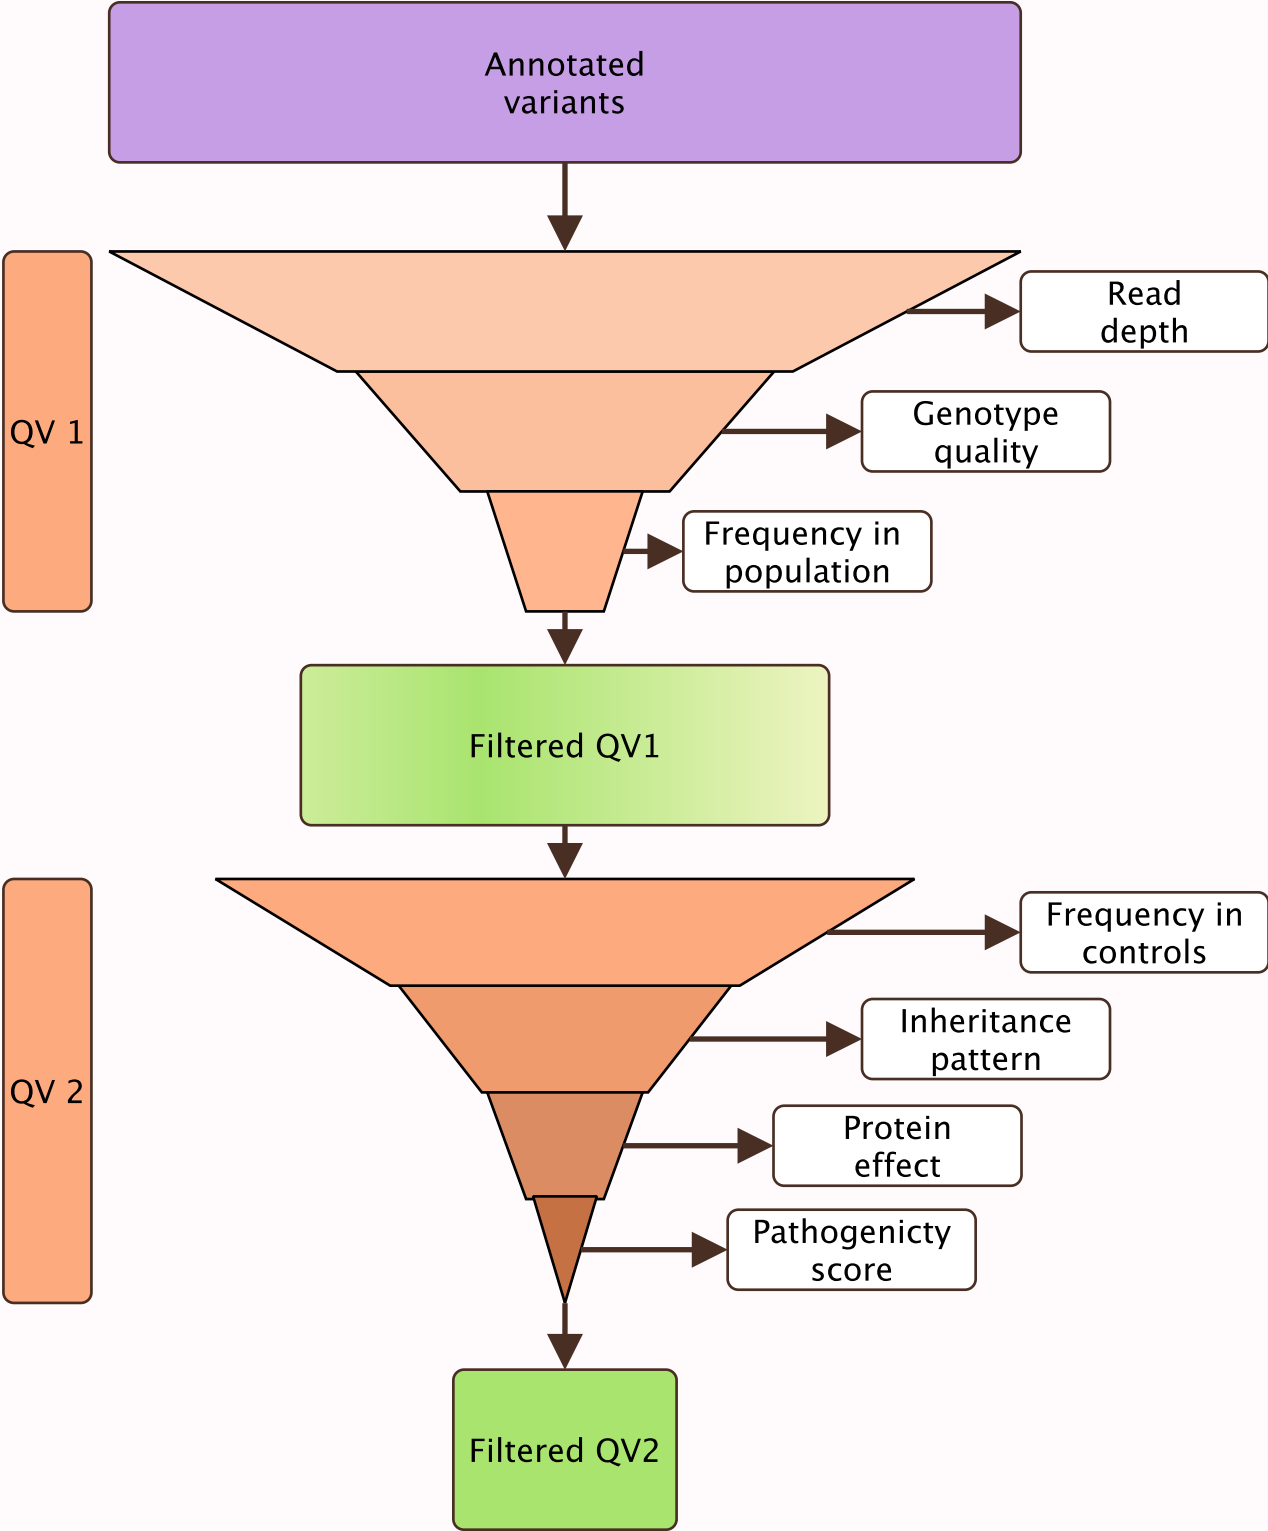 Annotated
variants
QV 1
Read
depth
Genotype
quality
Frequency in
population
Filtered QV1
QV 2
Frequency in
controls
Inheritance
pattern
Protein
effect
Pathogenicty
score
Filtered QV2